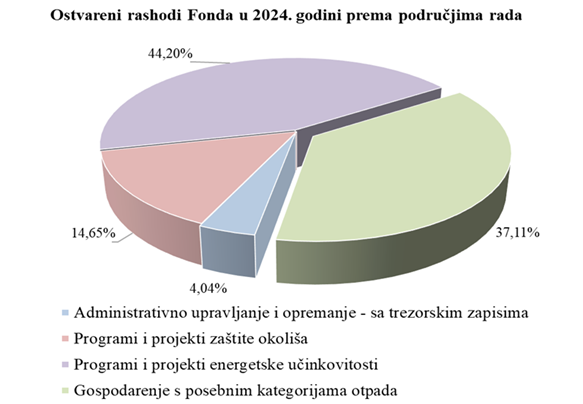 Ostvareni rashodi Fonda u 2024. godini prema područjima rada
44,20%
37,11%
14,65%
4,04%
Administrativno upravljanje i opremanje - sa trezorskim zapisima
Programi i projekti zaštite okoliša
Programi i projekti energetske učinkovitosti
Gospodarenje s posebnim kategorijama otpada